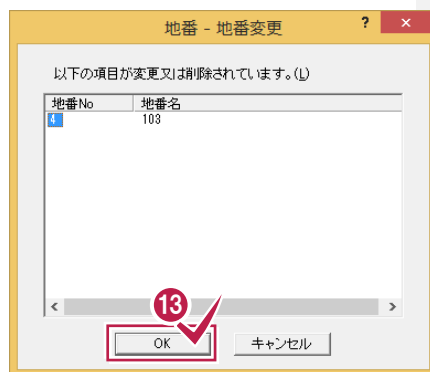 地番 - 地番変更 ? ×
以下の項目が変更又は削除されています。(L)
地番No 地番名
4 103
< >
13
OK キャンセル